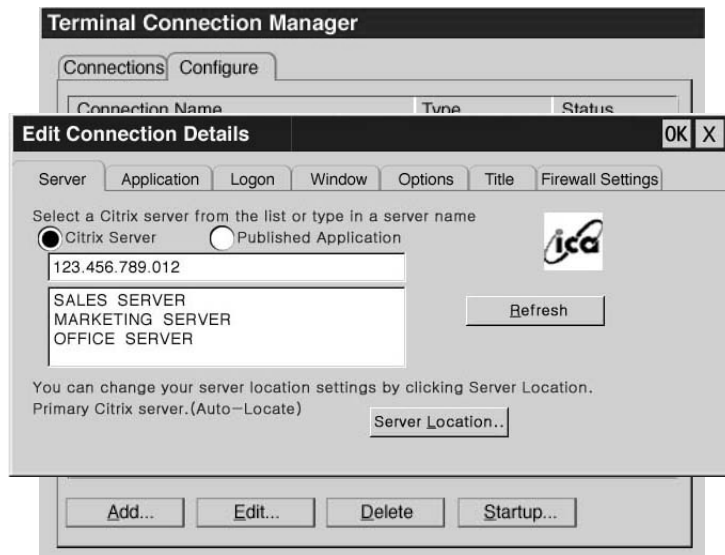 Terminal Connection Manager
Connections Configure
Connection Name Type Status
Edit Connection Details OK X
Server Application Logon Window Options Title Firewall Settings
Select a Citrix server from the list or type in a server name
Citrix Server Published Application
ica
123.456.789.012
SALES SERVER
MARKETING SERVER
OFFICE SERVER
Refresh
You can change your server location settings by clicking Server Location.
Primary Citrix server.(Auto-Locate)
Server Location..
Add... Edit... Delete Startup...